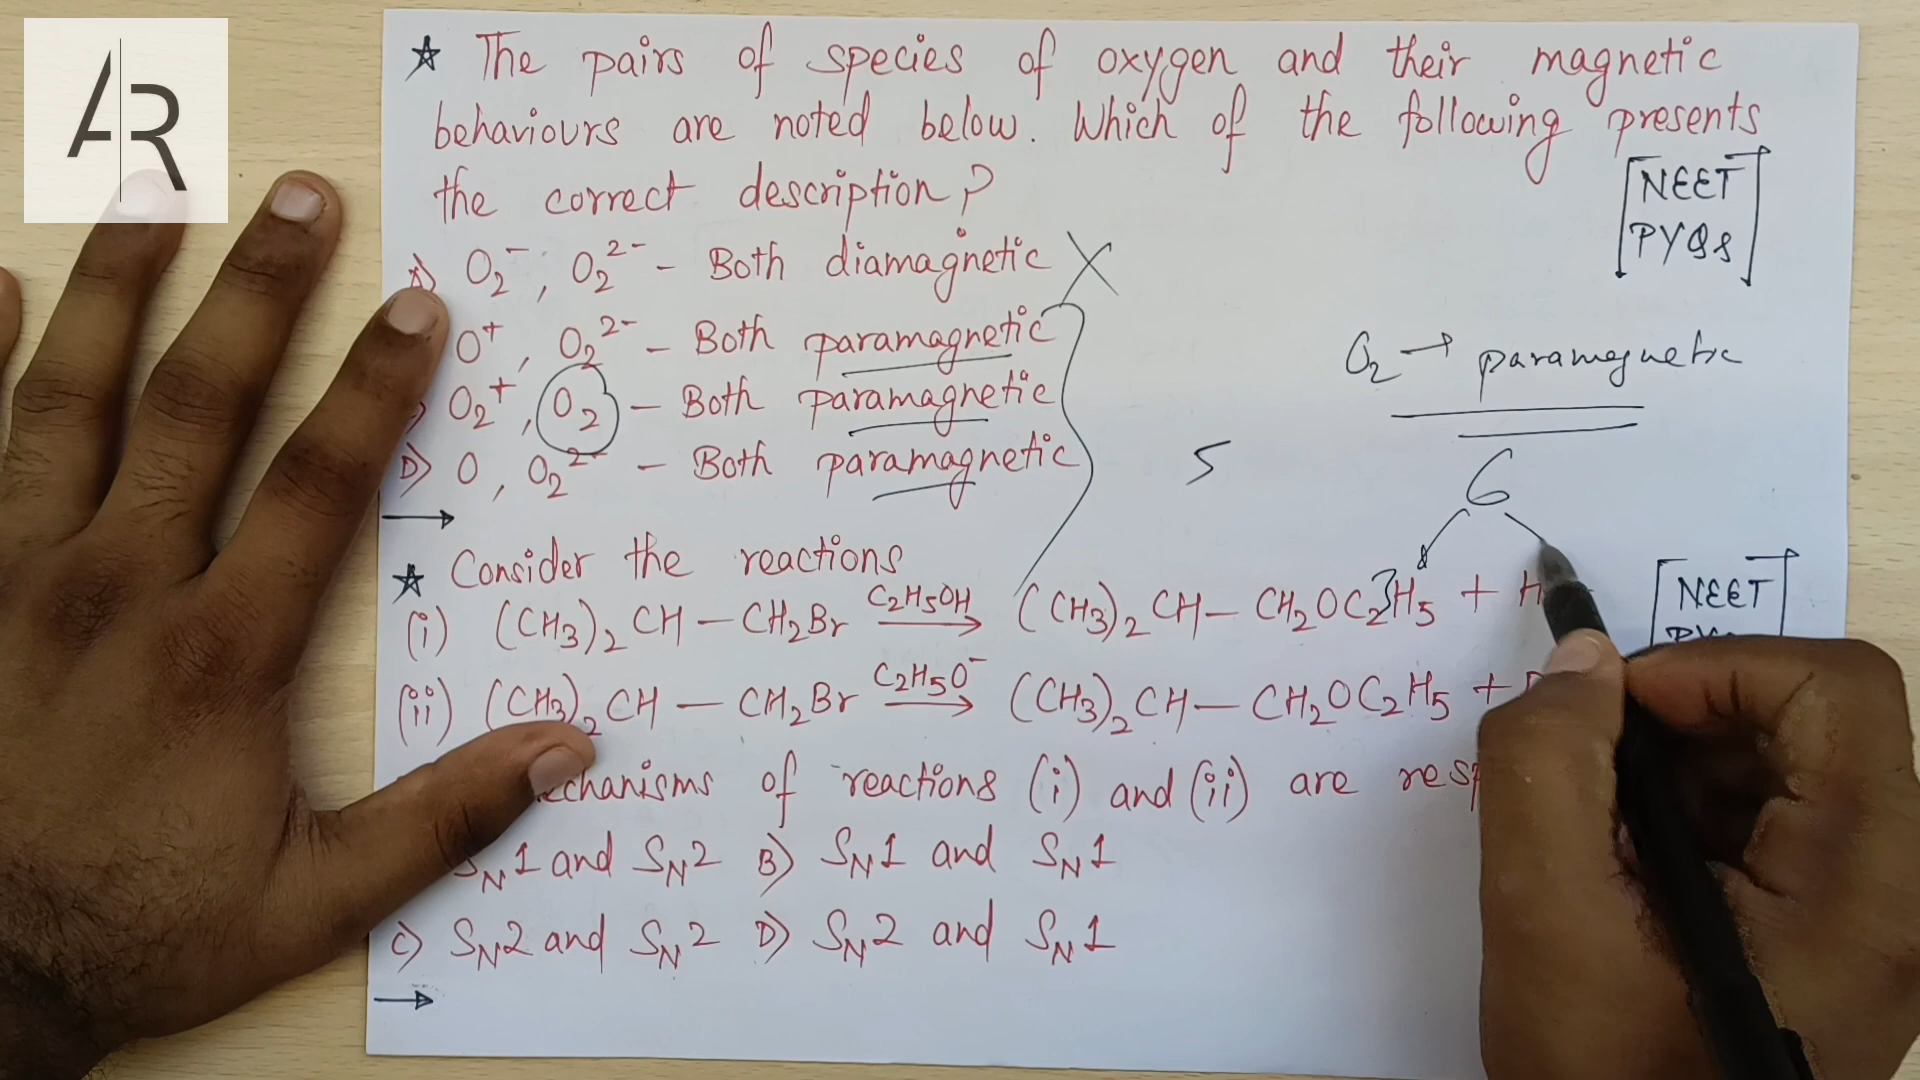 AR
☆ The pairs of species of oxygen and their magnetic
behaviours are noted below. Which of the following presents
the correct description?
NEET
PYQs
A) O₂⁻, O₂²⁻ - Both diamagnetic
O⁺, O₂²⁻ - Both paramagnetic
O₂⁺, O₂ - Both paramagnetic
D) O, O₂²⁻ - Both paramagnetic
O₂ → paramagnetic
5
6
3
→
☆ Consider the reactions
NEET
(i) (CH3)₂CH - CH₂Br C₂H5OH → (CH3)₂CH - CH₂OC₂H5 +
(ii) (CH3)₂CH - CH₂Br C₂H5O⁻ → (CH3)₂CH - CH₂OC₂H5 +
of reactions (i) and (ii) are
SN1 and SN2 B) SN1 and SN1
C) SN2 and SN2 D) SN2 and SN1
→